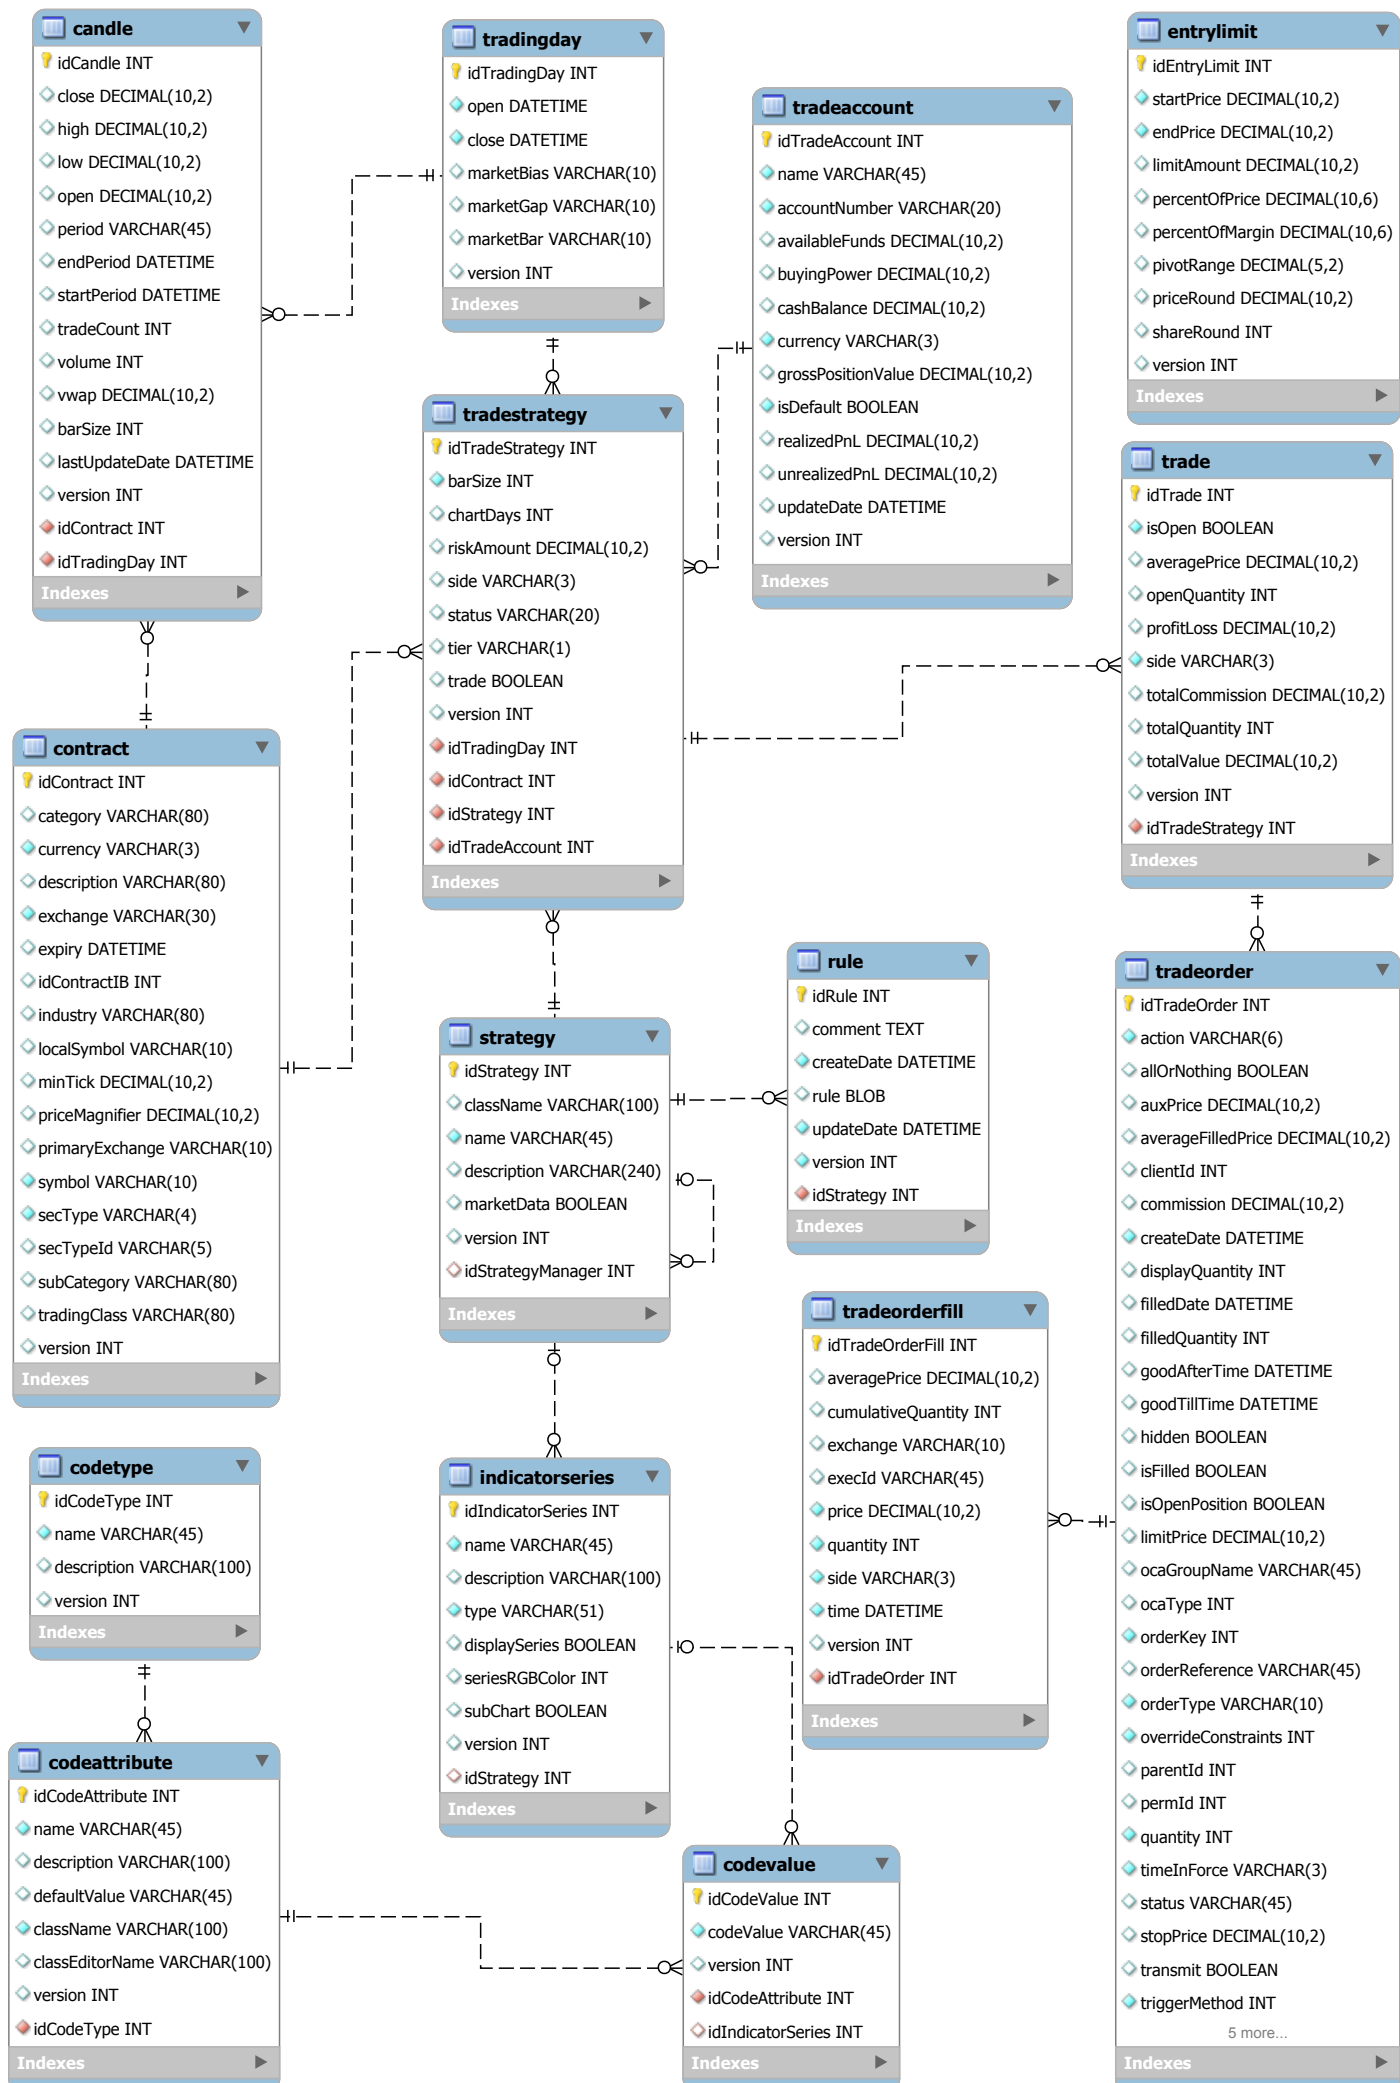 candle
idCandle INT
close DECIMAL(10,2)
high DECIMAL(10,2)
low DECIMAL(10,2)
open DECIMAL(10,2)
period VARCHAR(45)
endPeriod DATETIME
startPeriod DATETIME
tradeCount INT
volume INT
vwap DECIMAL(10,2)
barSize INT
lastUpdateDate DATETIME
version INT
idContract INT
idTradingDay INT
Indexes
tradingday
idTradingDay INT
open DATETIME
close DATETIME
marketBias VARCHAR(10)
marketGap VARCHAR(10)
marketBar VARCHAR(10)
version INT
Indexes
tradeaccount
idTradeAccount INT
name VARCHAR(45)
accountNumber VARCHAR(20)
availableFunds DECIMAL(10,2)
buyingPower DECIMAL(10,2)
cashBalance DECIMAL(10,2)
currency VARCHAR(3)
grossPositionValue DECIMAL(10,2)
isDefault BOOLEAN
realizedPnL DECIMAL(10,2)
unrealizedPnL DECIMAL(10,2)
updateDate DATETIME
version INT
Indexes
entrylimit
idEntryLimit INT
startPrice DECIMAL(10,2)
endPrice DECIMAL(10,2)
limitAmount DECIMAL(10,2)
percentOfPrice DECIMAL(10,6)
percentOfMargin DECIMAL(10,6)
pivotRange DECIMAL(5,2)
priceRound DECIMAL(10,2)
shareRound INT
version INT
Indexes
tradestrategy
idTradeStrategy INT
barSize INT
chartDays INT
riskAmount DECIMAL(10,2)
side VARCHAR(3)
status VARCHAR(20)
tier VARCHAR(1)
trade BOOLEAN
version INT
idTradingDay INT
idContract INT
idStrategy INT
idTradeAccount INT
Indexes
trade
idTrade INT
isOpen BOOLEAN
averagePrice DECIMAL(10,2)
openQuantity INT
profitLoss DECIMAL(10,2)
side VARCHAR(3)
totalCommission DECIMAL(10,2)
totalQuantity INT
totalValue DECIMAL(10,2)
version INT
idTradeStrategy INT
Indexes
contract
idContract INT
category VARCHAR(80)
currency VARCHAR(3)
description VARCHAR(80)
exchange VARCHAR(30)
expiry DATETIME
idContractIB INT
industry VARCHAR(80)
localSymbol VARCHAR(10)
minTick DECIMAL(10,2)
priceMagnifier DECIMAL(10,2)
primaryExchange VARCHAR(10)
symbol VARCHAR(10)
secType VARCHAR(4)
secTypeId VARCHAR(5)
subCategory VARCHAR(80)
tradingClass VARCHAR(80)
version INT
Indexes
strategy
idStrategy INT
className VARCHAR(100)
name VARCHAR(45)
description VARCHAR(240)
marketData BOOLEAN
version INT
idStrategyManager INT
Indexes
rule
idRule INT
comment TEXT
createDate DATETIME
rule BLOB
updateDate DATETIME
version INT
idStrategy INT
Indexes
tradeorder
idTradeOrder INT
action VARCHAR(6)
allOrNothing BOOLEAN
auxPrice DECIMAL(10,2)
averageFilledPrice DECIMAL(10,2)
clientId INT
commission DECIMAL(10,2)
createDate DATETIME
displayQuantity INT
filledDate DATETIME
filledQuantity INT
goodAfterTime DATETIME
goodTillTime DATETIME
hidden BOOLEAN
isFilled BOOLEAN
isOpenPosition BOOLEAN
limitPrice DECIMAL(10,2)
ocaGroupName VARCHAR(45)
ocaType INT
orderKey INT
orderReference VARCHAR(45)
orderType VARCHAR(10)
overrideConstraints INT
parentId INT
permId INT
quantity INT
timeInForce VARCHAR(3)
status VARCHAR(45)
stopPrice DECIMAL(10,2)
transmit BOOLEAN
triggerMethod INT
5 more...
Indexes
tradeorderfill
idTradeOrderFill INT
averagePrice DECIMAL(10,2)
cumulativeQuantity INT
exchange VARCHAR(10)
execId VARCHAR(45)
price DECIMAL(10,2)
quantity INT
side VARCHAR(3)
time DATETIME
version INT
idTradeOrder INT
Indexes
codetype
idCodeType INT
name VARCHAR(45)
description VARCHAR(100)
version INT
Indexes
indicatorseries
idIndicatorSeries INT
name VARCHAR(45)
description VARCHAR(100)
type VARCHAR(51)
displaySeries BOOLEAN
seriesRGBColor INT
subChart BOOLEAN
version INT
idStrategy INT
Indexes
codeattribute
idCodeAttribute INT
name VARCHAR(45)
description VARCHAR(100)
defaultValue VARCHAR(45)
className VARCHAR(100)
classEditorName VARCHAR(100)
version INT
idCodeType INT
Indexes
codevalue
idCodeValue INT
codeValue VARCHAR(45)
version INT
idCodeAttribute INT
idIndicatorSeries INT
Indexes